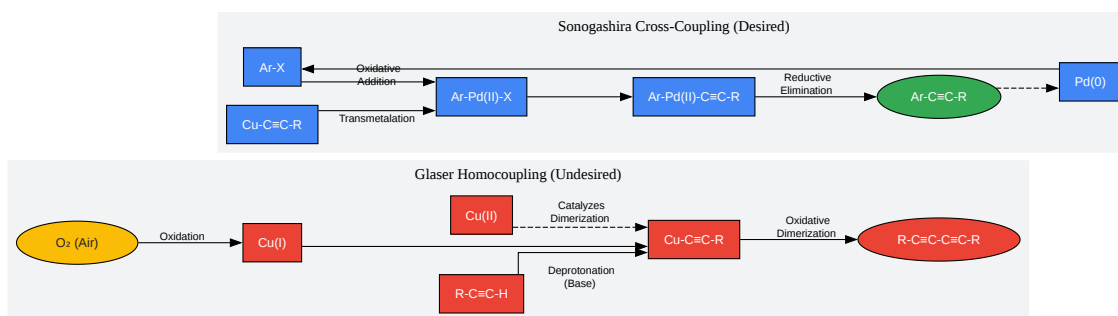 Sonogashira Cross-Coupling (Desired)
Ar-X
Oxidative
Addition
Cu-C≡C-R
Transmetalation
Ar-Pd(II)-X
Ar-Pd(II)-C≡C-R
Reductive
Elimination
Ar-C≡C-R
Pd(0)
Glaser Homocoupling (Undesired)
O₂ (Air)
Oxidation
Cu(I)
Cu(II)
Catalyzes
Dimerization
R-C≡C-H
Deprotonation
(Base)
Cu-C≡C-R
Oxidative
Dimerization
R-C≡C-C≡C-R